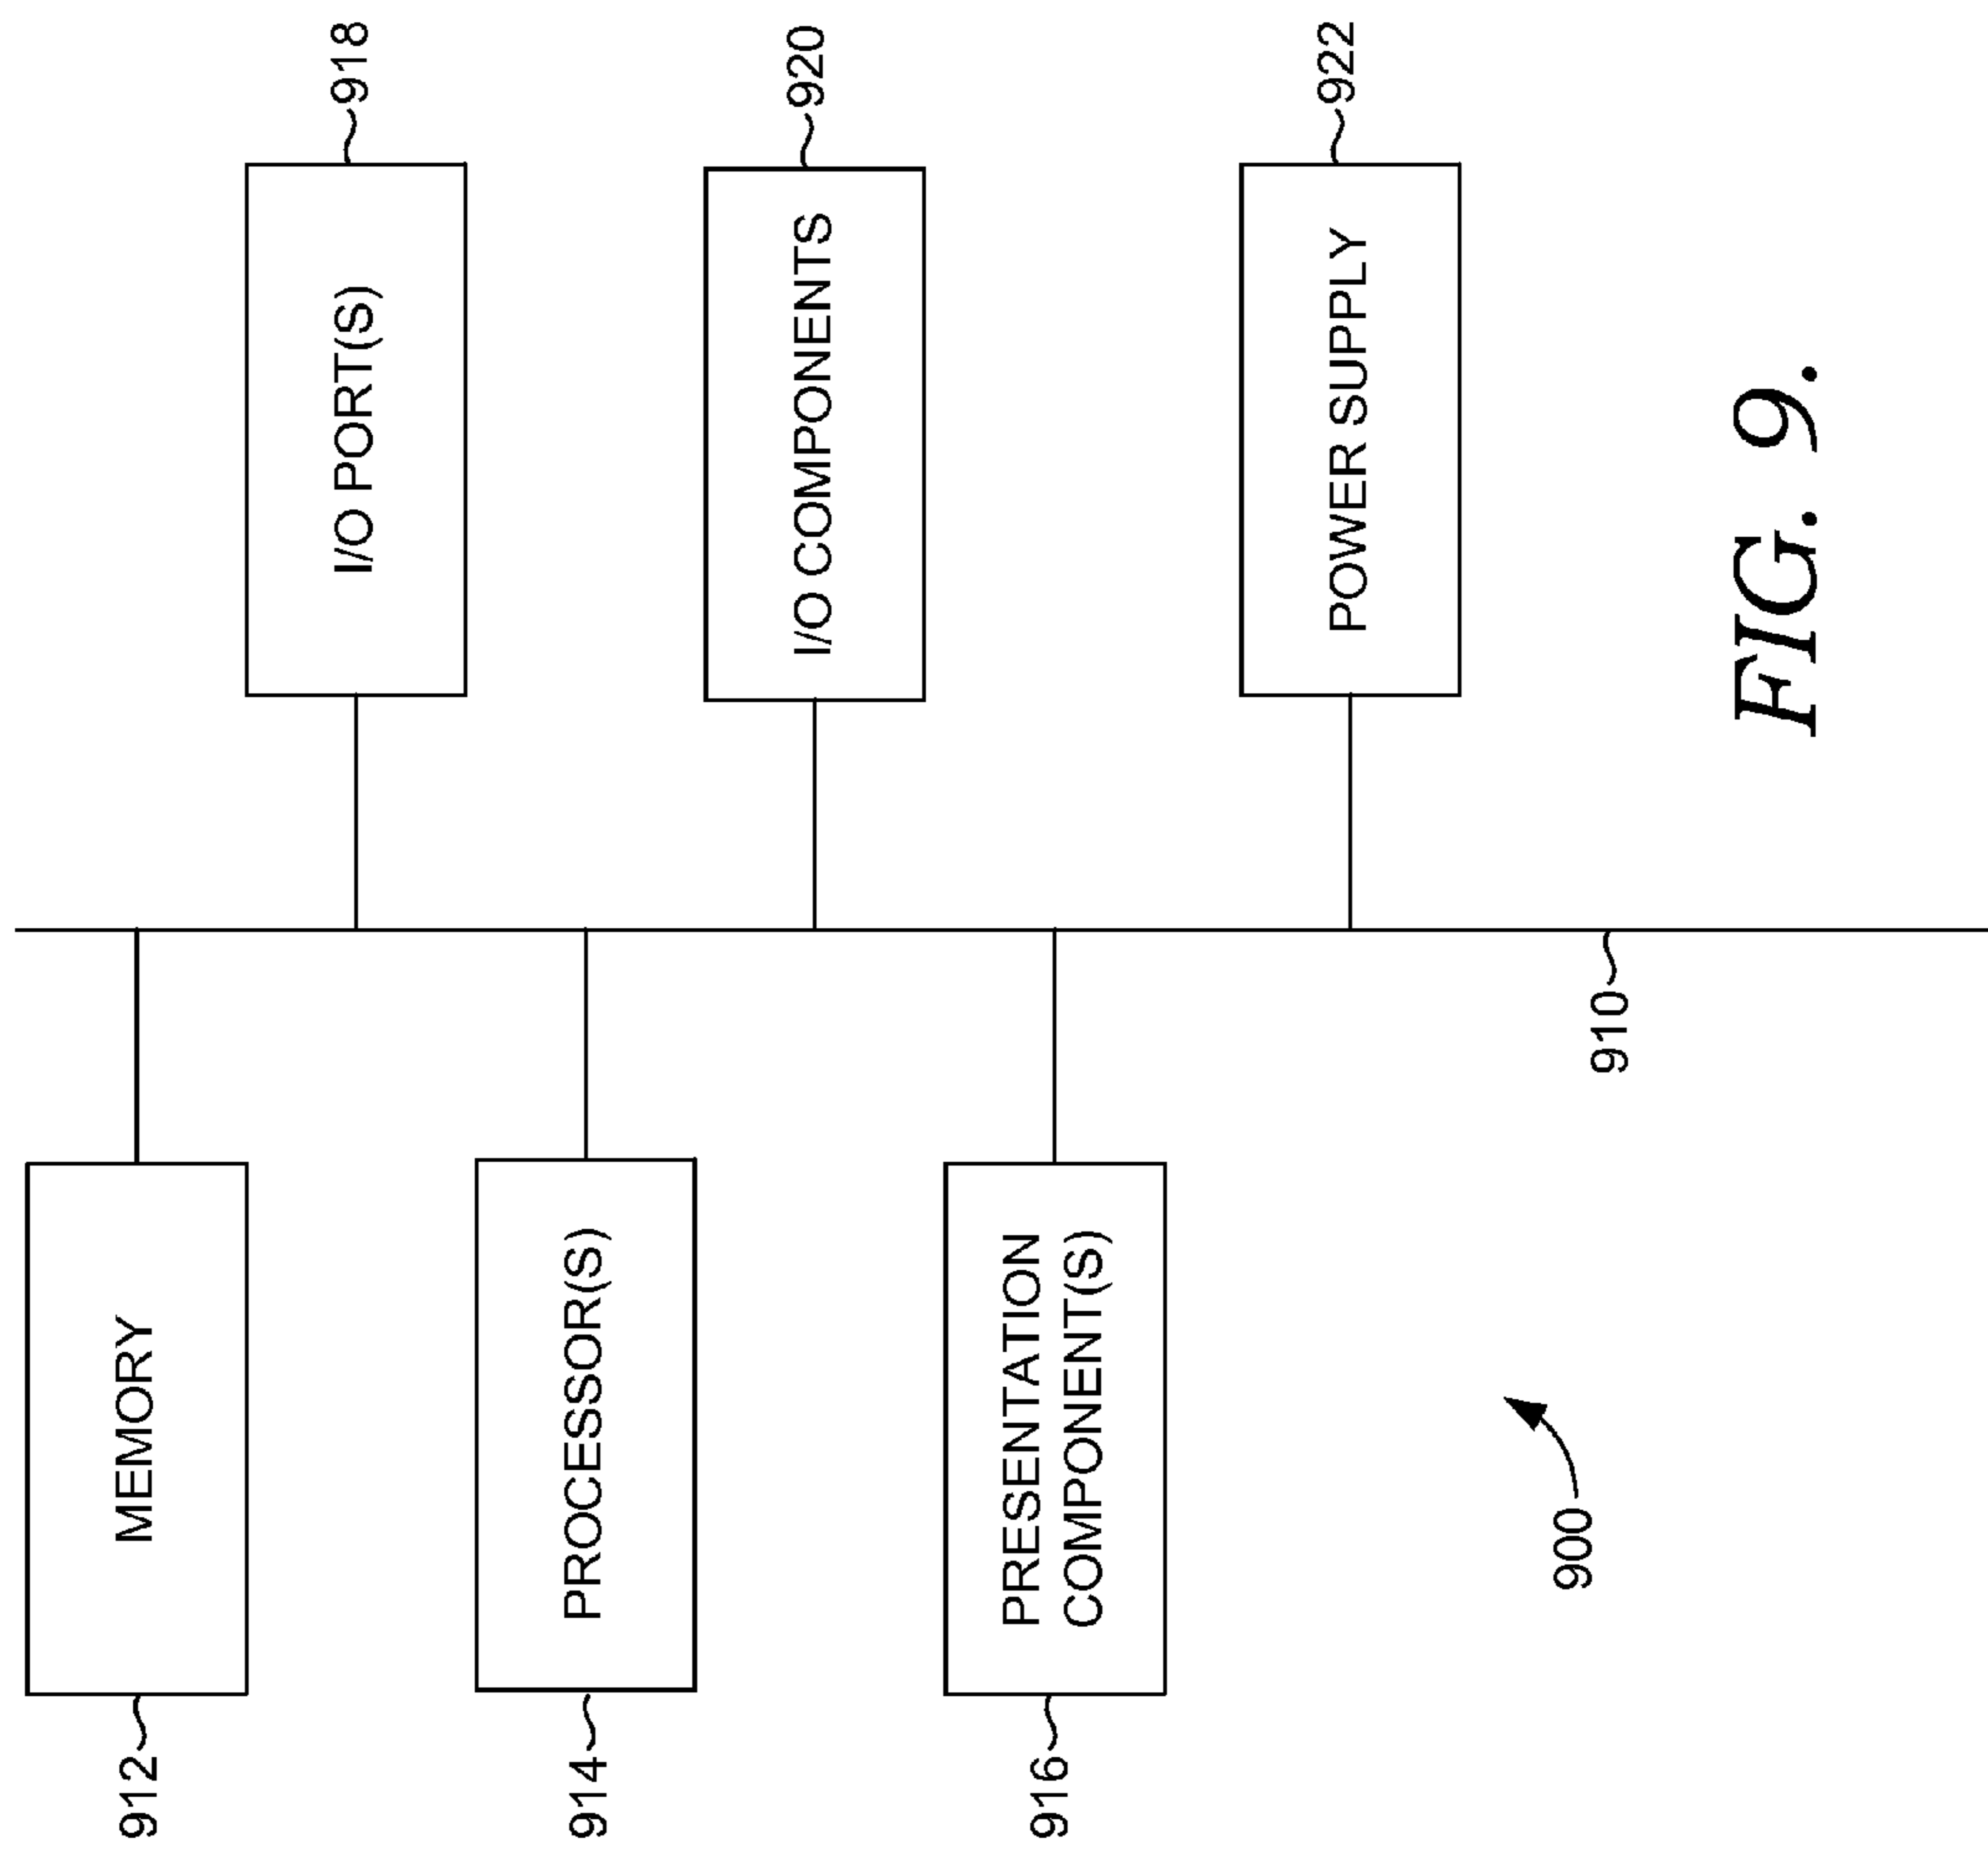 912
MEMORY
914
PROCESSOR(S)
916
PRESENTATION
COMPONENT(S)
900
910
I/O PORT(S)
918
I/O COMPONENTS
920
POWER SUPPLY
922
FIG. 9.